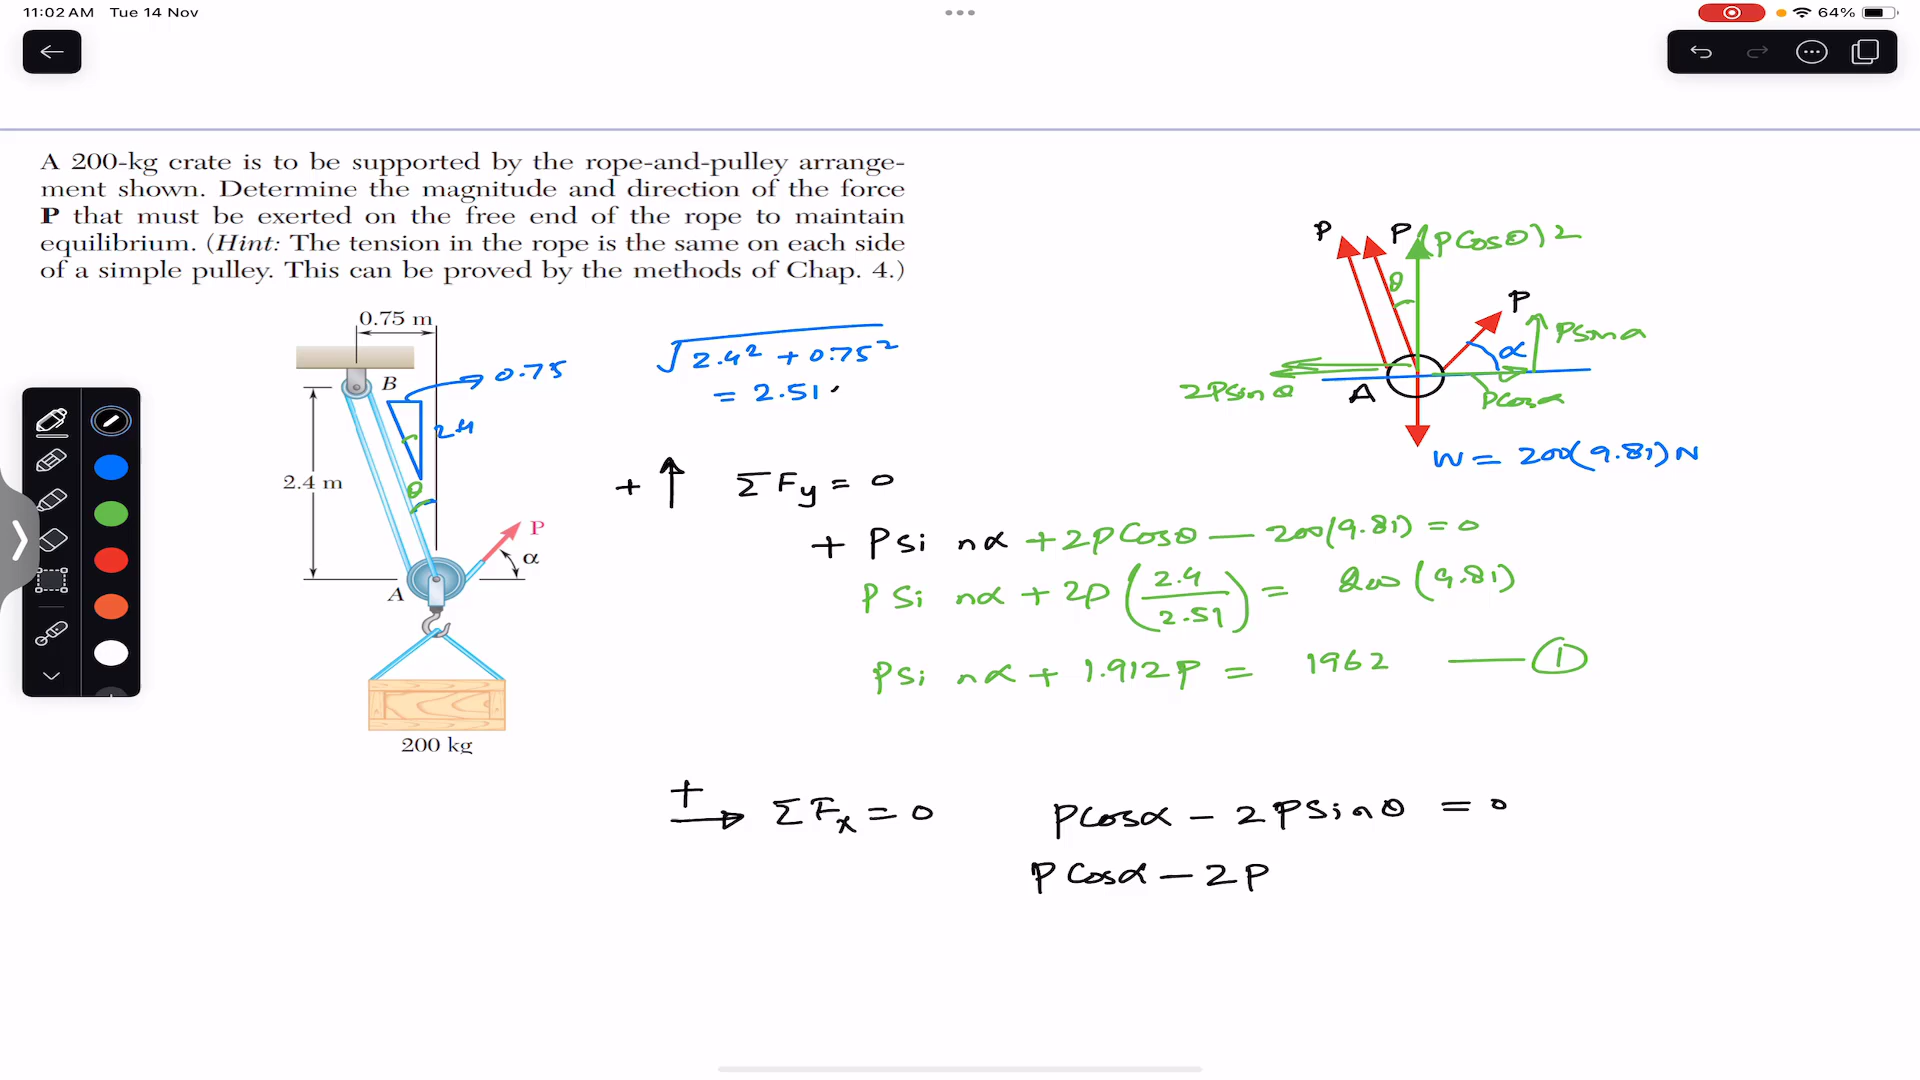 11:02 AM Tue 14 Nov
64%
A 200-kg crate is to be supported by the rope-and-pulley arrange-
ment shown. Determine the magnitude and direction of the force
P that must be exerted on the free end of the rope to maintain
equilibrium. (Hint: The tension in the rope is the same on each side
of a simple pulley. This can be proved by the methods of Chap. 4.)
0.75 m
B
0.75
2.4
2.4 m
θ
P
α
A
200 kg
√2.4² + 0.75²
= 2.51
P P (P Cos θ) 2
θ
P
P Sin α
α
2P Sin θ
A
P Cos α
W = 200(9.81) N
+ ↑ ΣFy = 0
+ P Sin α + 2P Cos θ — 200(9.81) = 0
P Sin α + 2P (2.4/2.51) = 200 (9.81)
P Sin α + 1.912 P = 1962 — ①
+→ ΣFx = 0 P Cos α − 2P Sin θ = 0
P Cos α − 2P